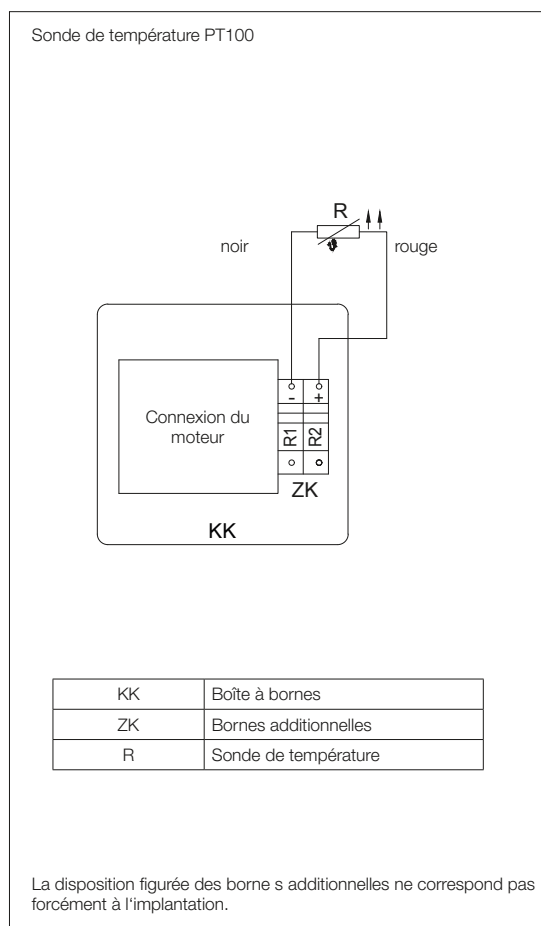 Sonde de température PT100
R
noir
rouge
- +
Connexion du
moteur
R1 R2
ZK
KK
KK Boîte à bornes
ZK Bornes additionnelles
R Sonde de température
La disposition figurée des borne s additionnelles ne correspond pas
forcément à l‘implantation.